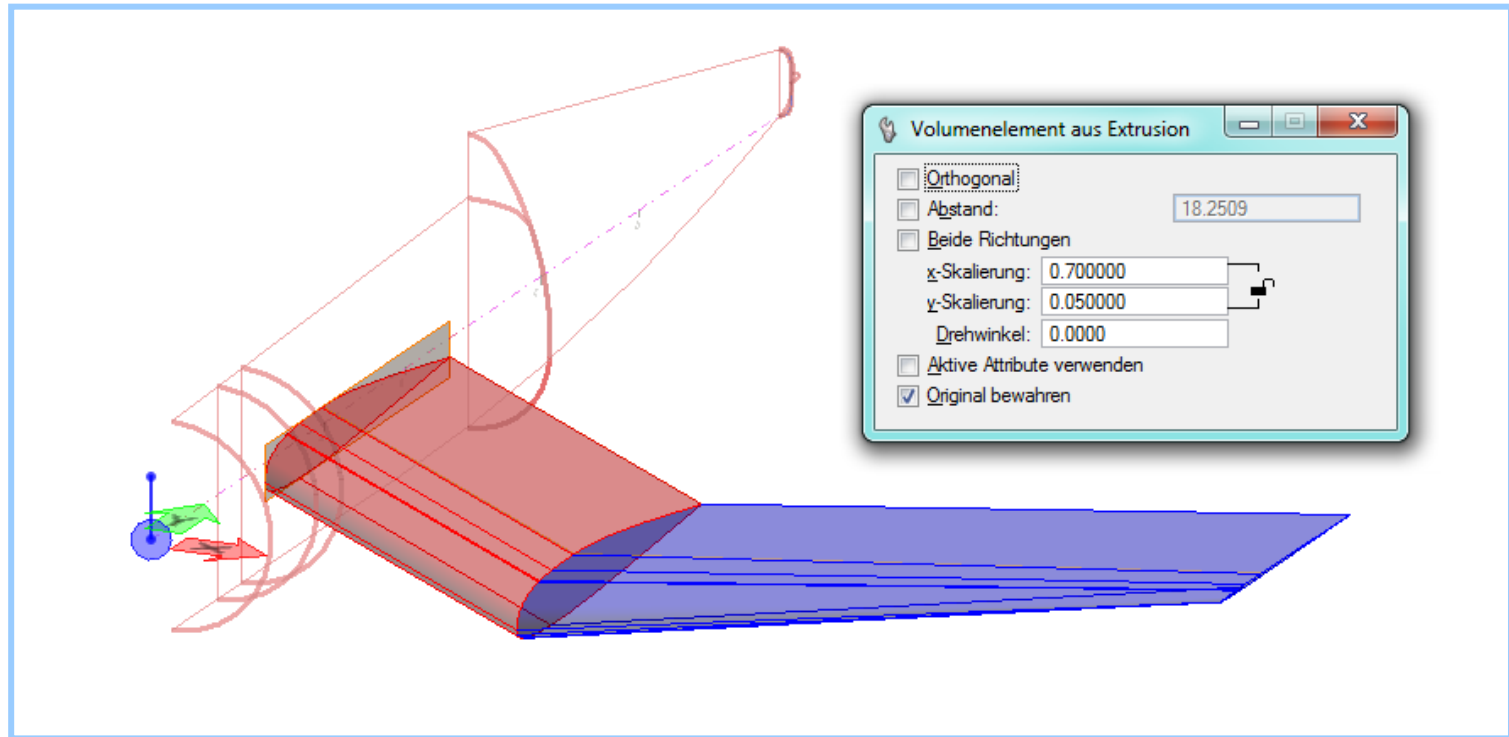 Volumenelement aus Extrusion
Orthogonal
Abstand: 18.2509
Beide Richtungen
x-Skalierung: 0.700000
y-Skalierung: 0.050000
Drehwinkel: 0.0000
Aktive Attribute verwenden
Original bewahren
Y
X